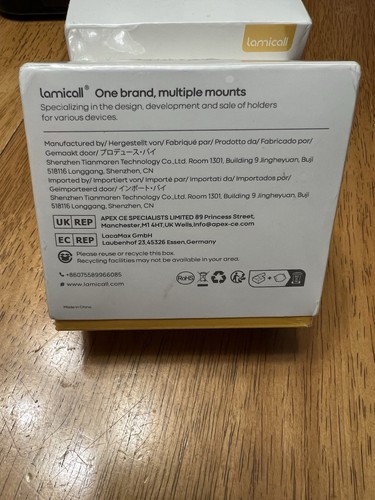 lamicall
lamicall® One brand, multiple mounts
Specializing in the design, development and sale of holders
for various devices.
Manufactured by/ Hergestellt von/ Fabriqué par/ Prodotto da/ Fabricado por/
Gemaakt door/ プロデュース・バイ
Shenzhen Tianmaren Technology Co.,Ltd. Room 1301, Building 9 Jingheyuan, Buji
518116 Longgang, Shenzhen, CN
Imported by/ Importiert von/ Importé par/ Importati da/ Importados por/
Geïmporteerd door/ インポート・バイ
Shenzhen Tianmaren Technology Co.,Ltd. Room 1301, Building 9 Jingheyuan, Buji
518116 Longgang, Shenzhen, CN
UK REP APEX CE SPECIALISTS LIMITED 89 Princess Street,
Manchester,M1 4HT,UK Wells,info@apex-ce.com
EC REP LacaMax GmbH
Laubenhof 23,45326 Essen,Germany
Please reuse or recycle this box.
Recycling facilities may not be available in your area.
+86075589966085
www.lamicall.com
RoHS
Made in China